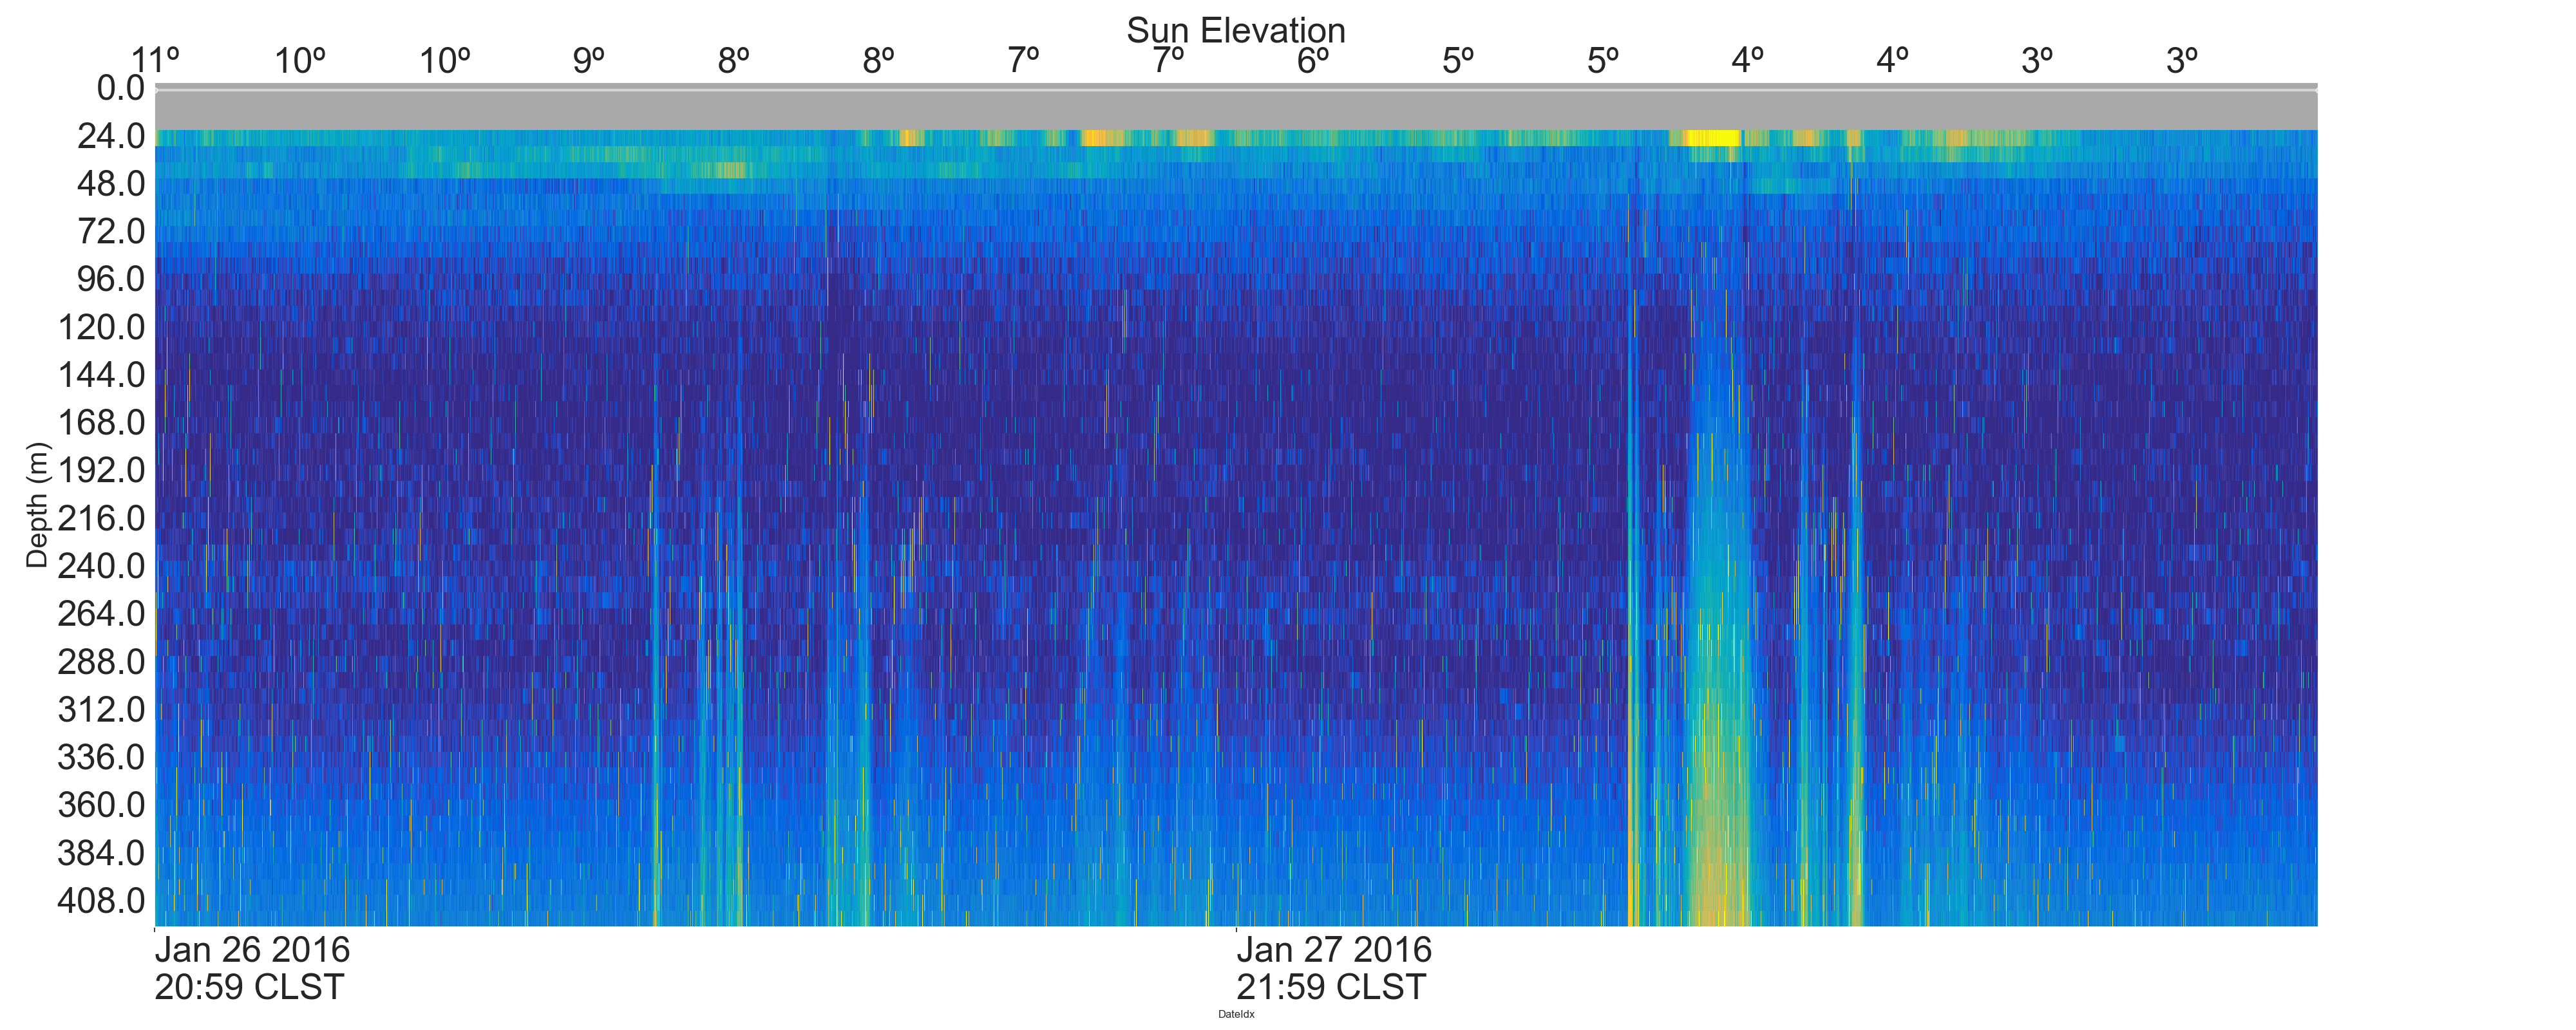 Sun Elevation
11º 10º 10º 9º 8º 8º 7º 7º 6º 5º 5º 4º 4º 3º 3º
0.0
24.0
48.0
72.0
96.0
120.0
144.0
168.0
192.0
216.0
240.0
264.0
288.0
312.0
336.0
360.0
384.0
408.0
Depth (m)
Jan 26 2016
20:59 CLST
Jan 27 2016
21:59 CLST
DateIdx